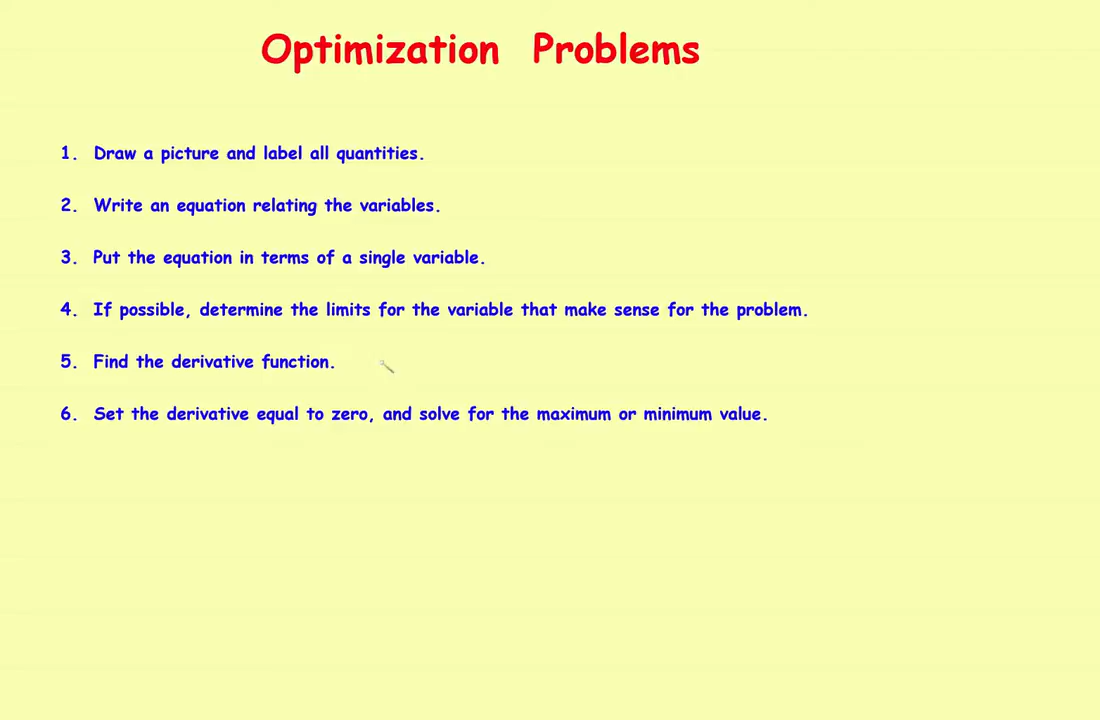 Optimization Problems
1. Draw a picture and label all quantities.
2. Write an equation relating the variables.
3. Put the equation in terms of a single variable.
4. If possible, determine the limits for the variable that make sense for the problem.
5. Find the derivative function.
6. Set the derivative equal to zero, and solve for the maximum or minimum value.